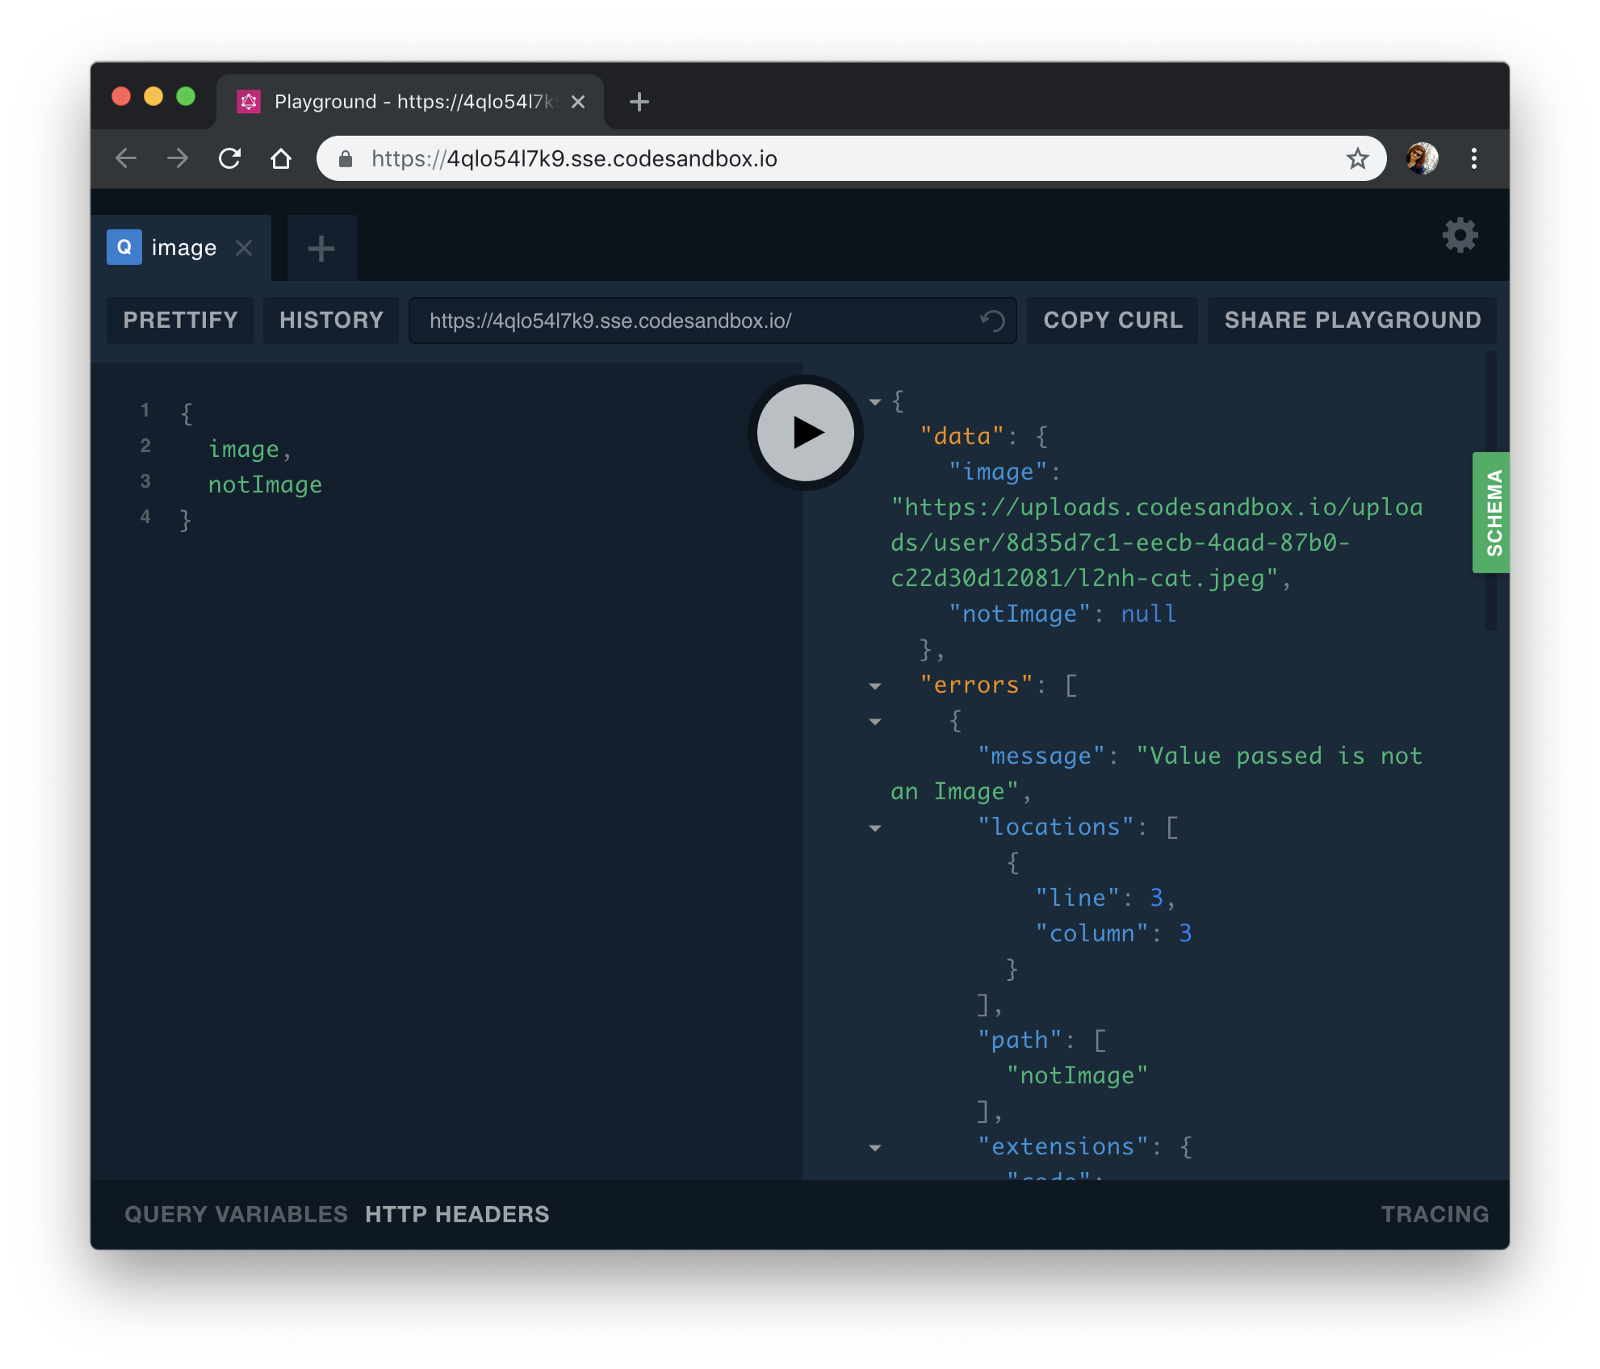 Playground - https://4qlo54l7k
https://4qlo54l7k9.sse.codesandbox.io
Q image
PRETTIFY HISTORY https://4qlo54l7k9.sse.codesandbox.io/ COPY CURL SHARE PLAYGROUND
1 {
2 image,
3 notImage
4 }
{
"data": {
"image":
"https://uploads.codesandbox.io/uploa
ds/user/8d35d7c1-eecb-4aad-87b0-
c22d30d12081/l2nh-cat.jpeg",
"notImage": null
},
"errors": [
{
"message": "Value passed is not
an Image",
"locations": [
{
"line": 3,
"column": 3
}
],
"path": [
"notImage"
],
"extensions": {
"code":
SCHEMA
QUERY VARIABLES HTTP HEADERS TRACING